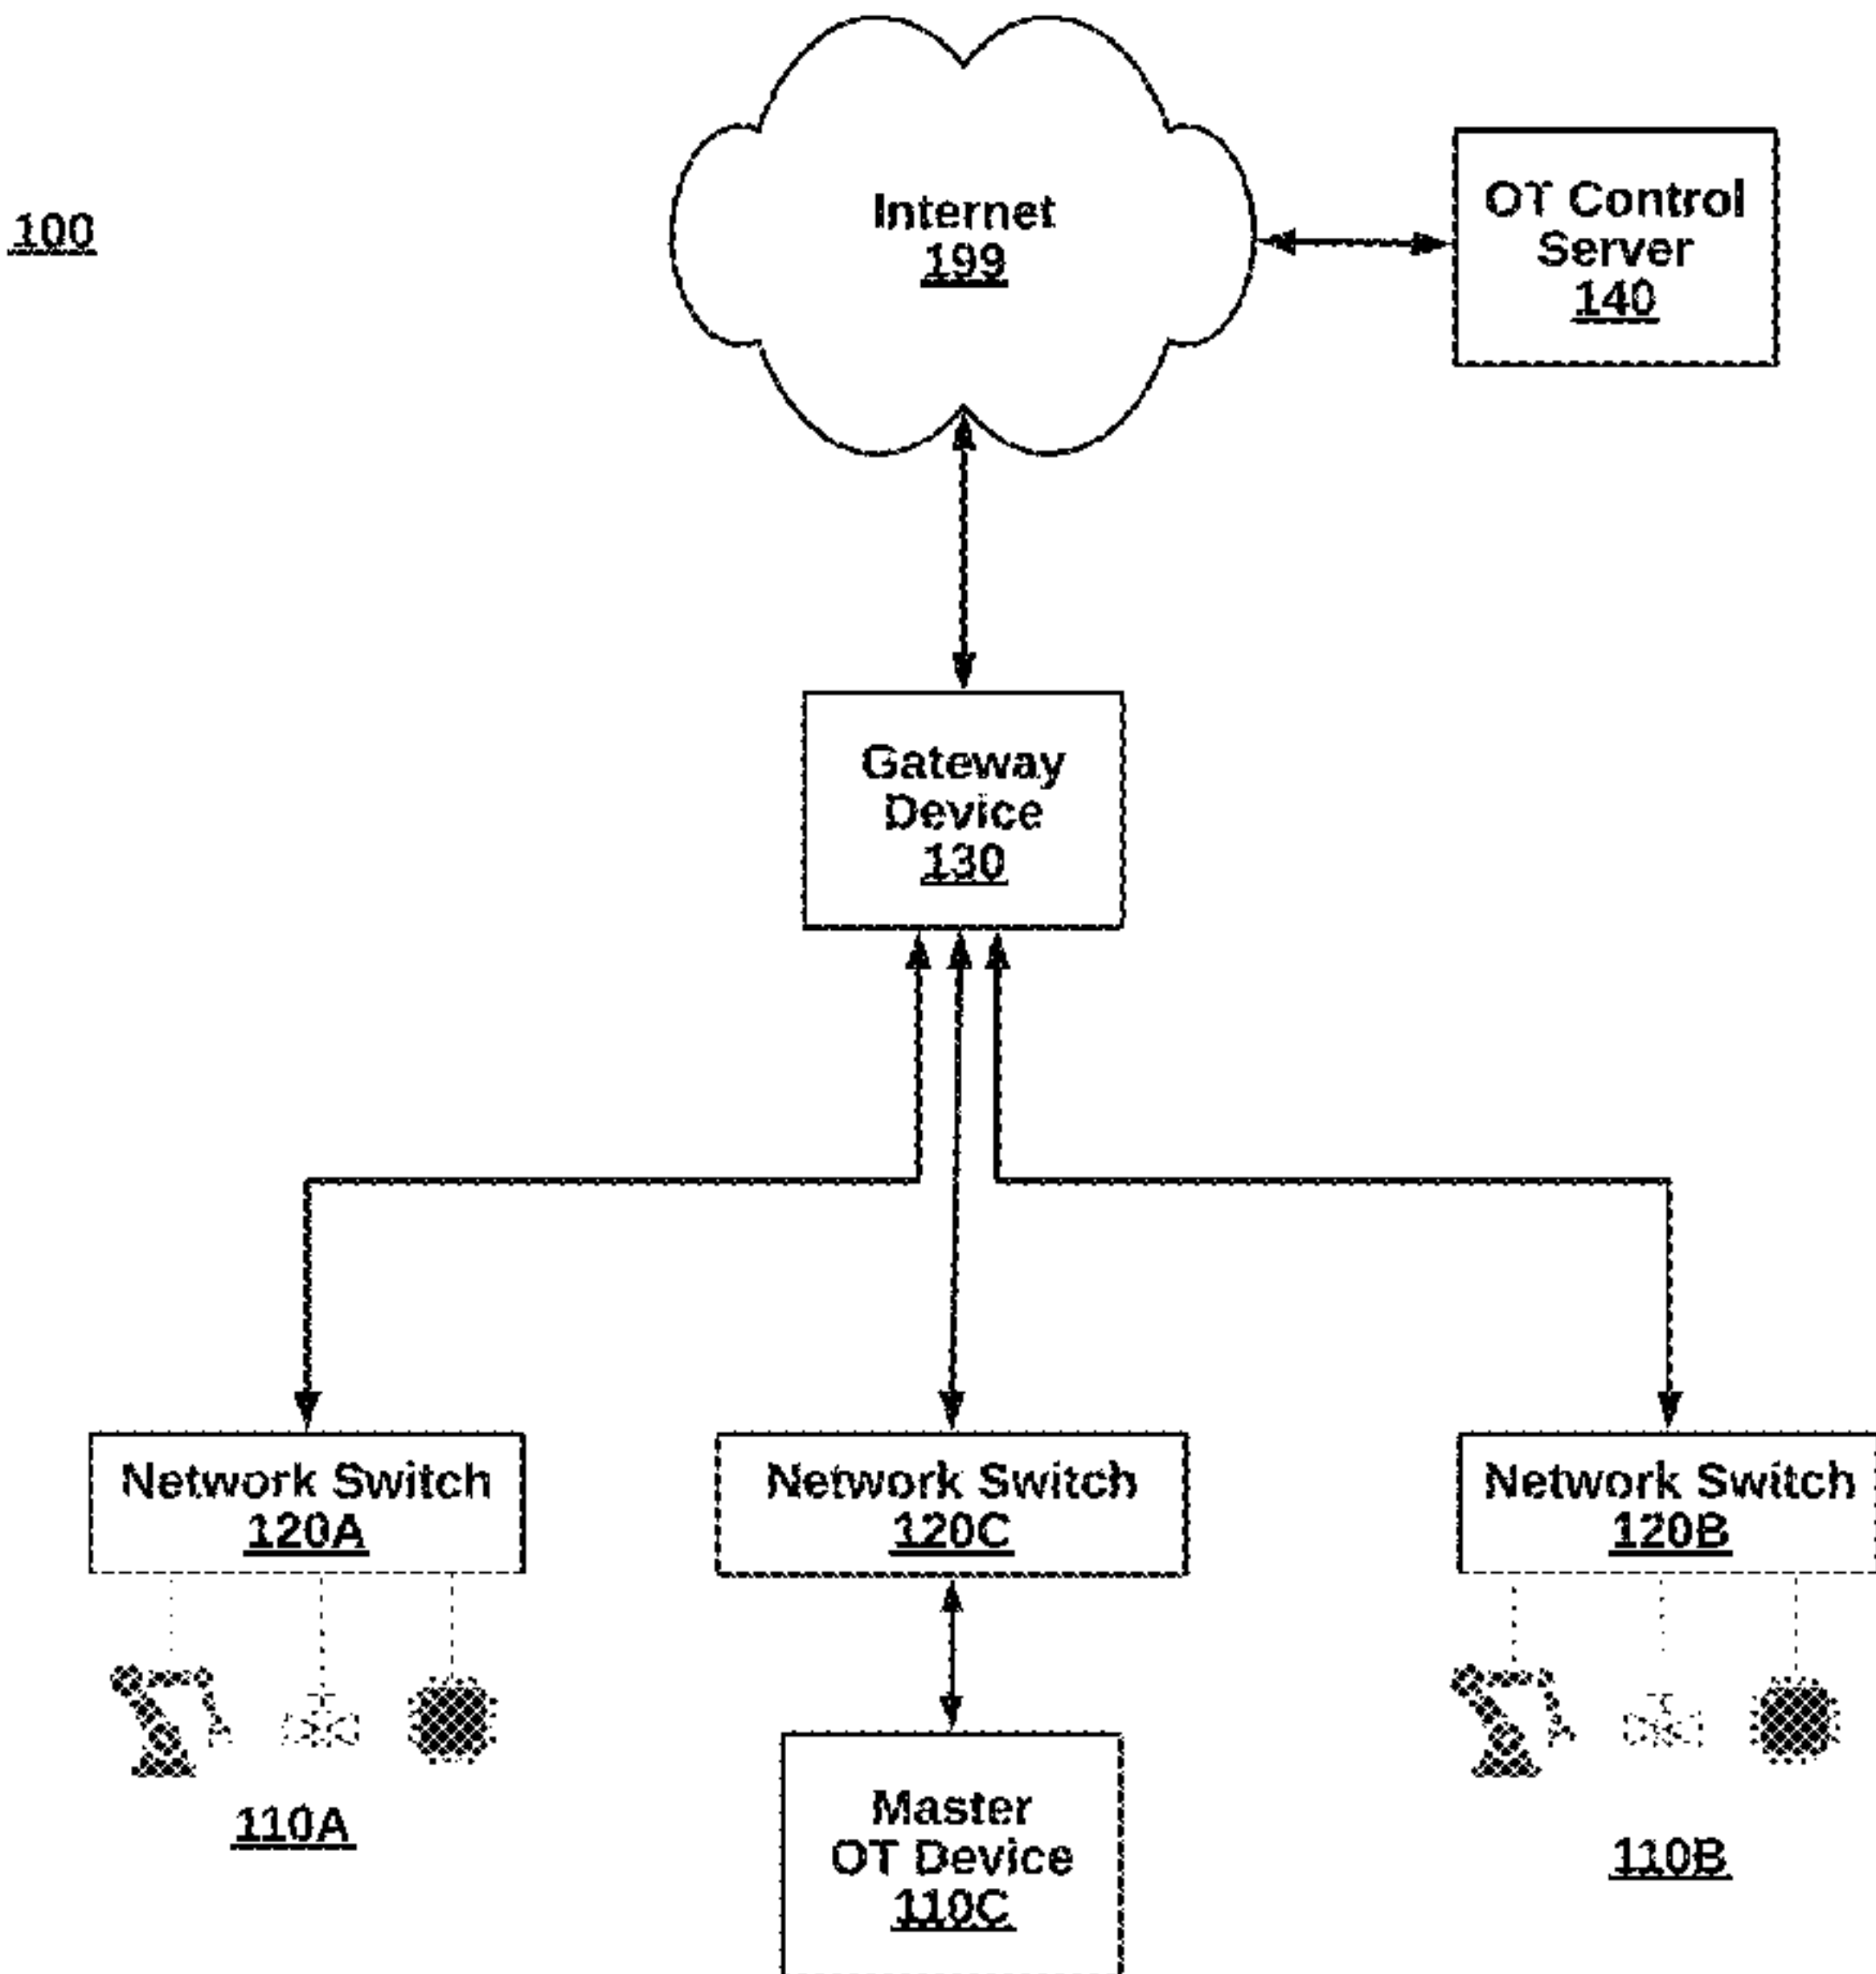 100
Internet
199
OT Control
Server
140
Gateway
Device
130
Network Switch
120A
Network Switch
120C
Network Switch
120B
110A
Master
OT Device
110C
110B